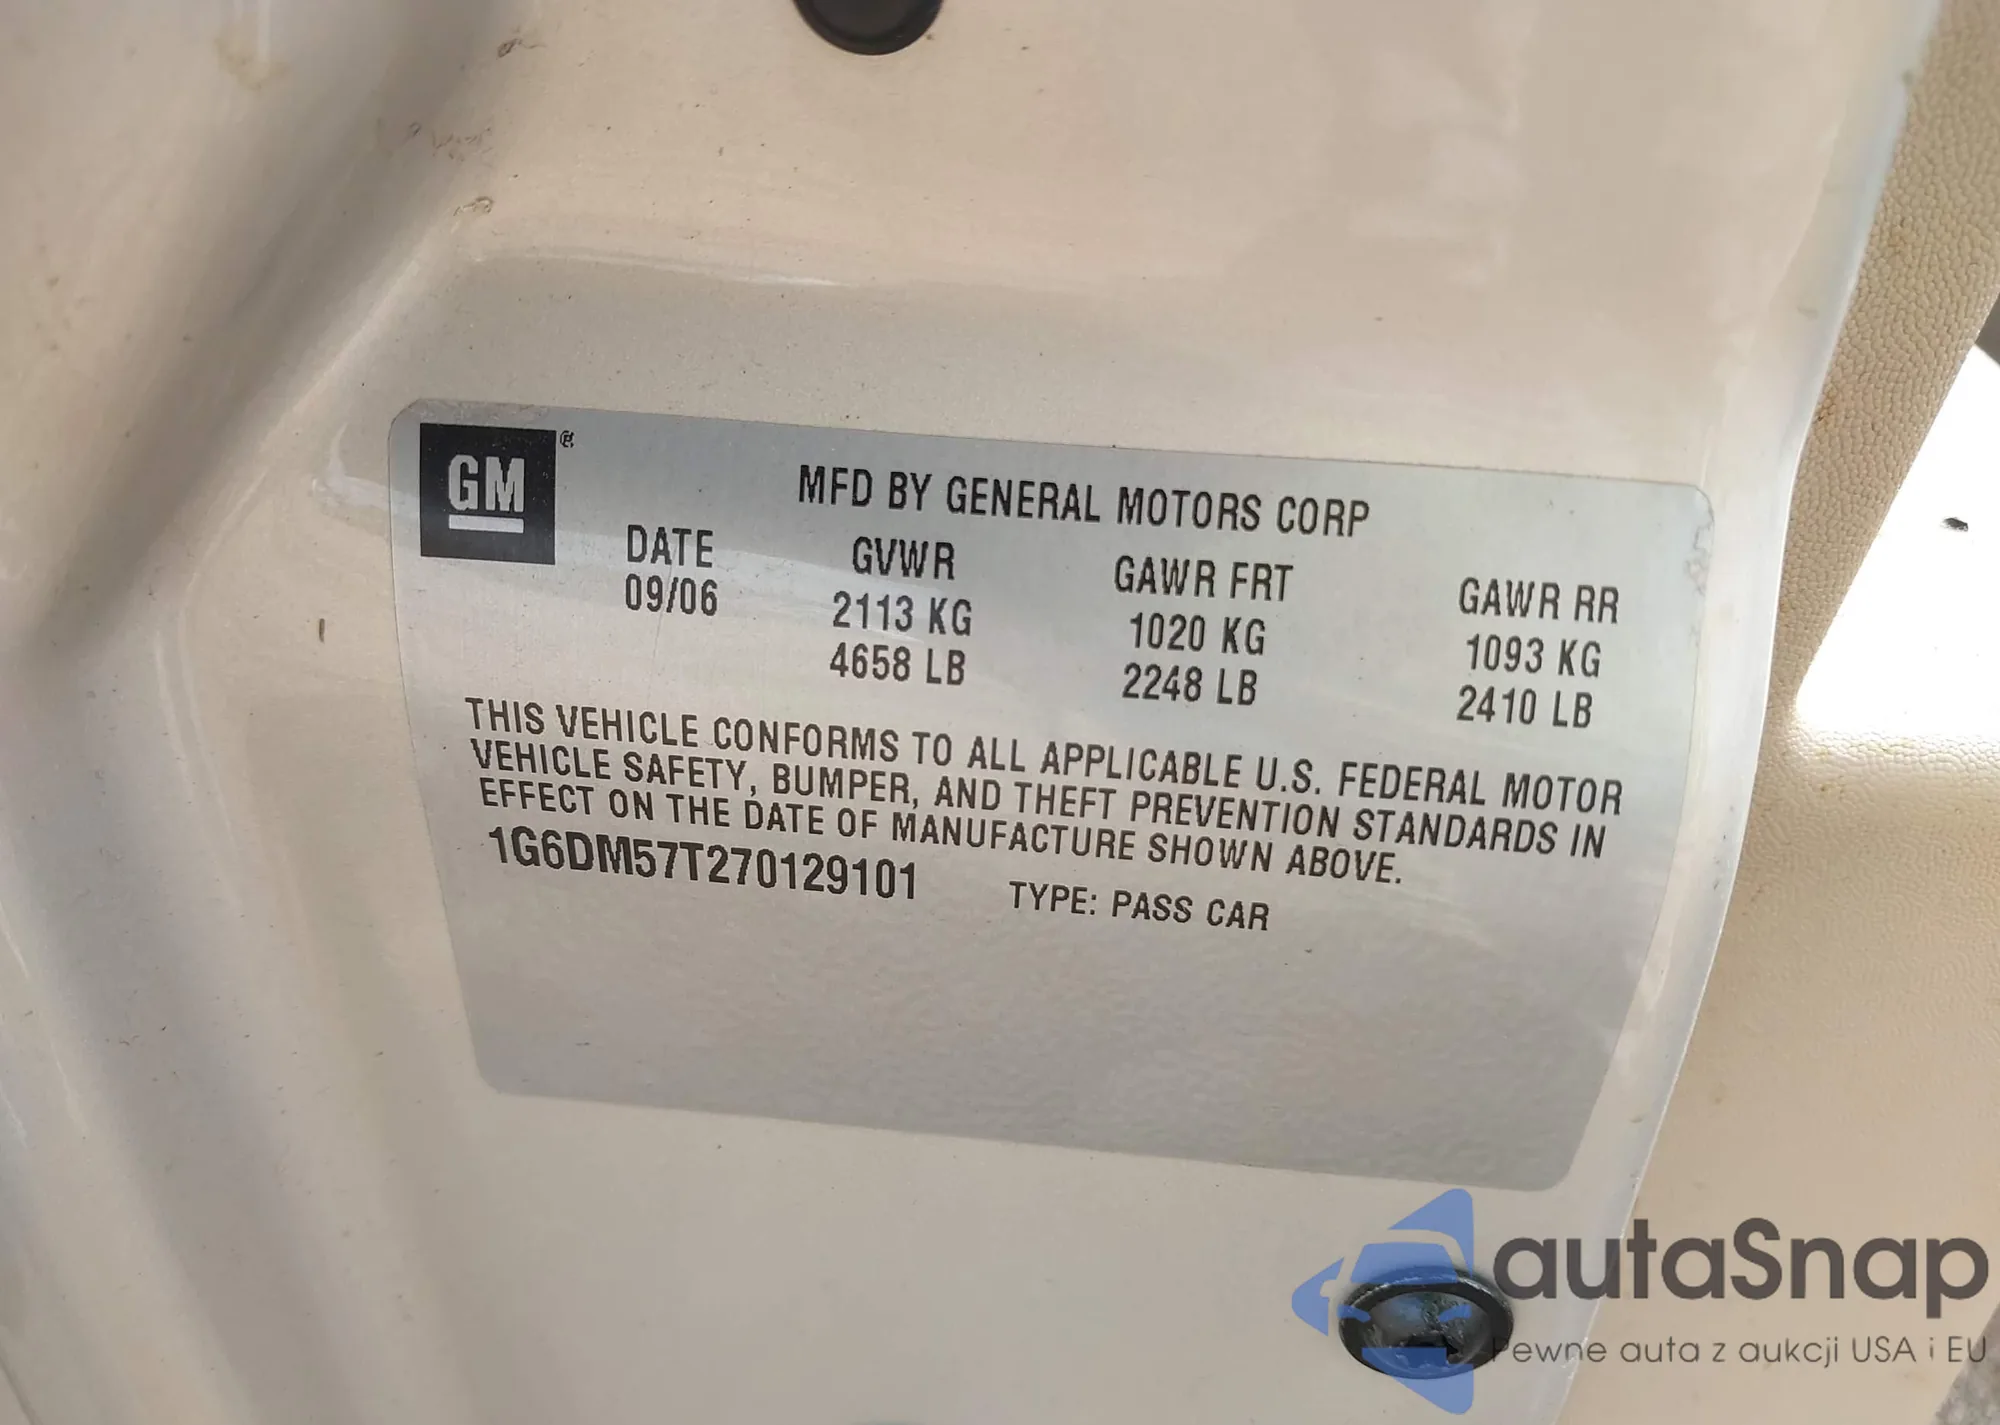 GM®
MFD BY GENERAL MOTORS CORP
DATE GVWR GAWR FRT GAWR RR
09/06 2113 KG 1020 KG 1093 KG
4658 LB 2248 LB 2410 LB
THIS VEHICLE CONFORMS TO ALL APPLICABLE U.S. FEDERAL MOTOR
VEHICLE SAFETY, BUMPER, AND THEFT PREVENTION STANDARDS IN
EFFECT ON THE DATE OF MANUFACTURE SHOWN ABOVE.
1G6DM57T270129101 TYPE: PASS CAR
autaSnap
Pewne auta z aukcji USA i EU